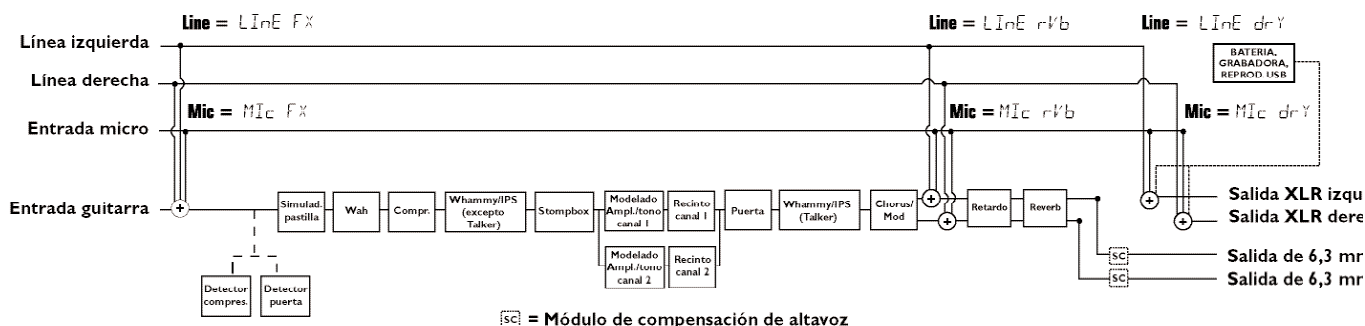 Line = LInE FX
Line = LInE rVb
Line = LInE drY
Línea izquierda
BATERIA,
GRABADORA,
REPROD USB
Línea derecha
Mic = MIc FX
Mic = MIc rVb
Mic = MIc drY
Entrada micro
Entrada guitarra
Simulad.
pastilla
Wah
Compr.
Whammy/IPS
(excepto
Talker)
Stompbox
Modelado
Ampl./tono
canal 1
Recinto
canal 1
Puerta
Whammy/IPS
(Talker)
Chorus/
Mod
Retardo
Reverb
Salida XLR izqu
Salida XLR dere
Modelado
Ampl./tono
canal 2
Recinto
canal 2
SC
Salida de 6,3 mm
SC
Salida de 6,3 mm
Detector
compres.
Detector
puerta
SC = Módulo de compensación de altavoz